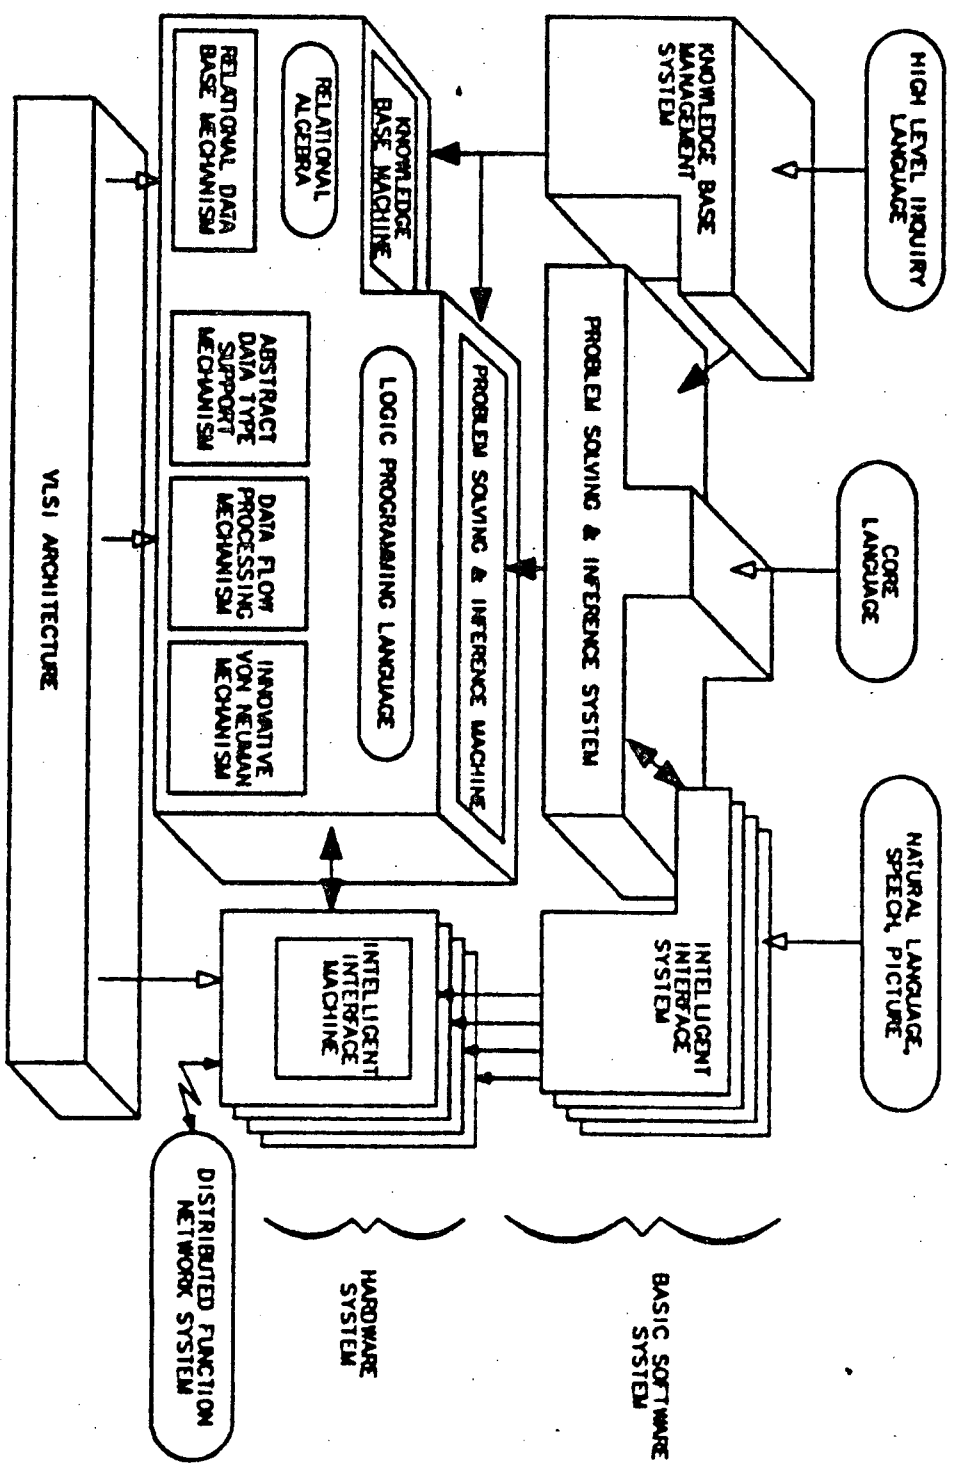 HIGH LEVEL INQUIRY
LANGUAGE
CORE
LANGUAGE
NATURAL LANGUAGE,
SPEECH, PICTURE
KNOWLEDGE BASE
MANAGEMENT
SYSTEM
PROBLEM SOLVING & INFERENCE SYSTEM
INTELLIGENT
INTERFACE
SYSTEM
BASIC SOFTWARE
SYSTEM
KNOWLEDGE
BASE MACHINE
RELATIONAL
ALGEBRA
RELATIONAL DATA
BASE MECHANISM
PROBLEM SOLVING & INFERENCE MACHINE
LOGIC PROGRAMMING LANGUAGE
ABSTRACT
DATA TYPE
SUPPORT
MECHANISM
DATA FLOW
PROCESSING
MECHANISM
INNOVATIVE
VON NEUMAN
MECHANISM
INTELLIGENT
INTERFACE
MACHINE
HARDWARE
SYSTEM
VLSI ARCHITECTURE
DISTRIBUTED FUNCTION
NETWORK SYSTEM